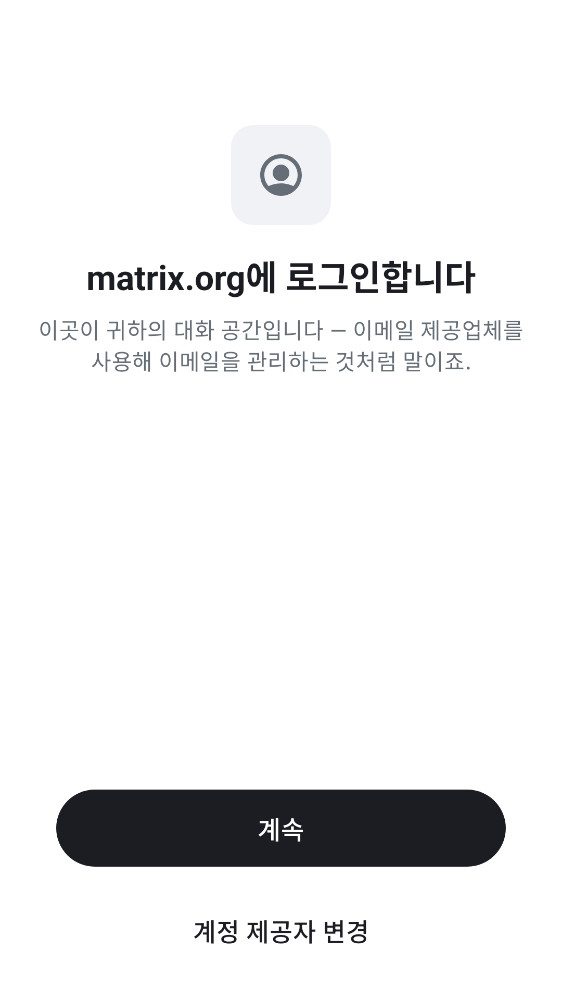 matrix.org에 로그인합니다
이곳이 귀하의 대화 공간입니다 — 이메일 제공업체를
사용해 이메일을 관리하는 것처럼 말이죠.
계속
계정 제공자 변경